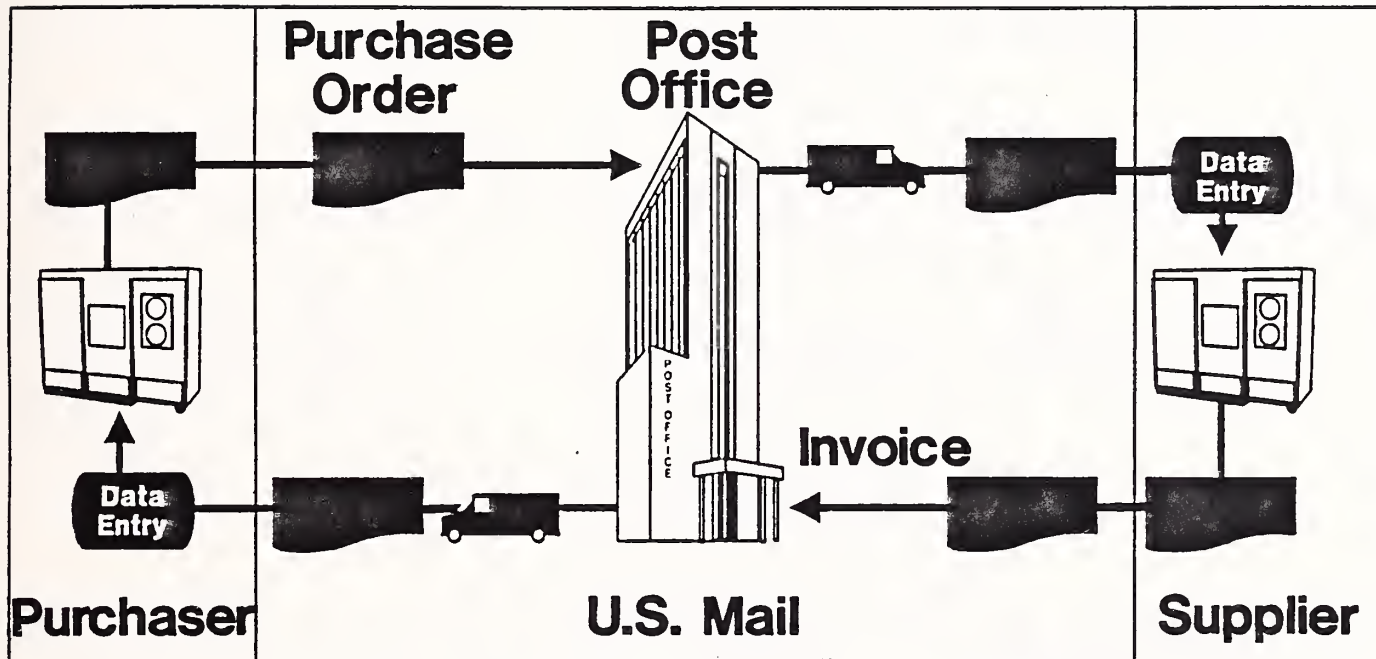 Purchase
Order
Post
Office
Data
Entry
POST OFFICE
Invoice
Data
Entry
Purchaser
U.S. Mail
Supplier